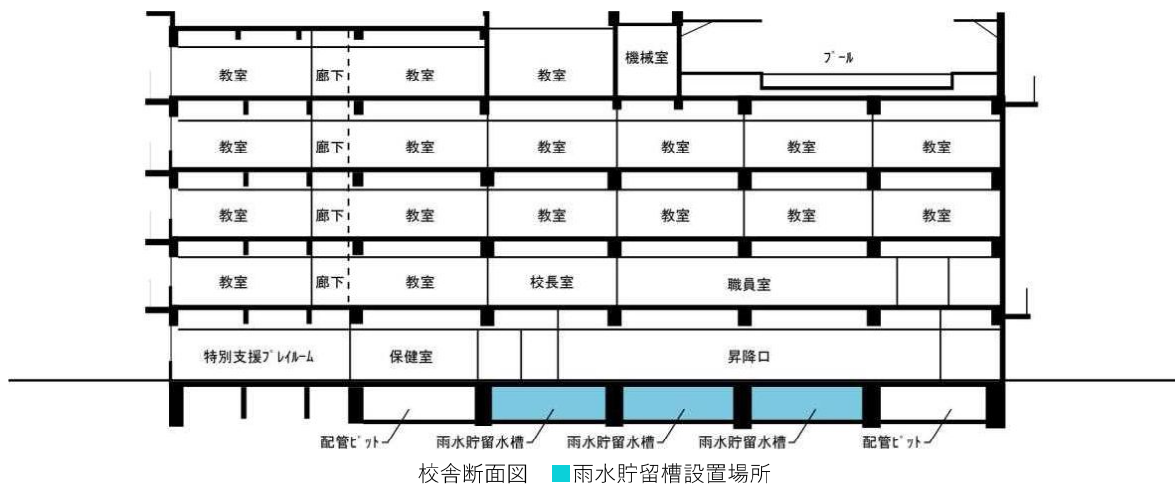 教室 廊下 教室 教室 機械室 プール
教室 廊下 教室 教室 教室 教室 教室
教室 廊下 教室 教室 教室 教室 教室
教室 廊下 教室 校長室 職員室
特別支援プレイルーム 保健室 昇降口
配管ピット 雨水貯留水槽 雨水貯留水槽 雨水貯留水槽 配管ピット
校舎断面図 ■雨水貯留槽設置場所